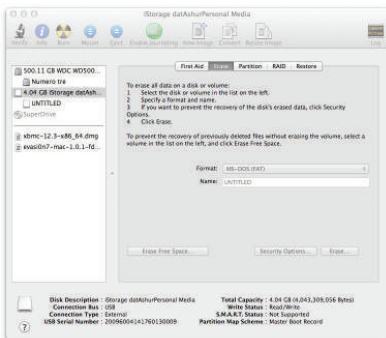 iStorage datAshurPersonal Media
Verify Info Burn Mount Eject Enable Journaling New Image Convert Resize Image Log
500.11 GB WDC WD500...
Numero tre
4.04 GB iStorage datAsh...
UNTITLED
SuperDrive
xbmc-12.3-x86_64.dmg
evasi0n7-mac-1.0.1-fd...
First Aid Erase Partition RAID Restore
To erase all data on a disk or volume:
1 Select the disk or volume in the list on the left.
2 Specify a format and name.
3 If you want to prevent the recovery of the disk's erased data, click Security
Options.
4 Click Erase.
To prevent the recovery of previously deleted files without erasing the volume, select a
volume in the list on the left, and click Erase Free Space.
Format: MS-DOS (FAT)
Name: UNTITLED
Erase Free Space... Security Options... Erase...
Disk Description : iStorage datAshurPersonal Media
Connection Bus : USB
Connection Type : External
USB Serial Number : 20096004141760130009
Total Capacity : 4.04 GB (4,043,309,056 Bytes)
Write Status : Read/Write
S.M.A.R.T. Status : Not Supported
Partition Map Scheme : Master Boot Record
?